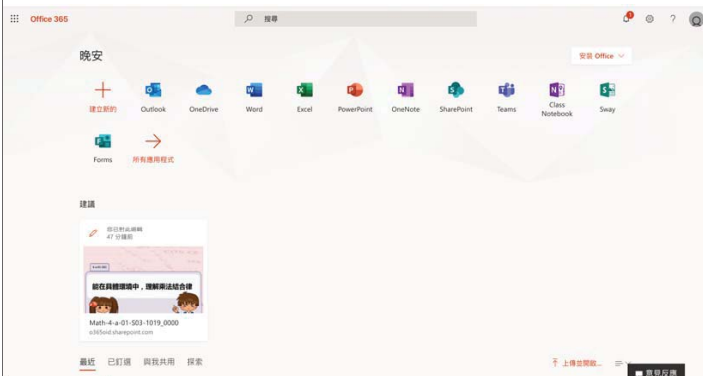 Office 365
搜尋
1
?
晚安
安裝 Office
建立新的
Outlook
OneDrive
Word
Excel
PowerPoint
OneNote
SharePoint
Teams
Class
Notebook
Sway
Forms
所有應用程式
建議
你已對此編輯
47 分鐘前
能在具體情境中，理解乘法結合律
Math-4-a-01-S03-1019_0000
o365oid.sharepoint.com
最近
已釘選
與我共用
探索
上傳並開啟...
意見反應